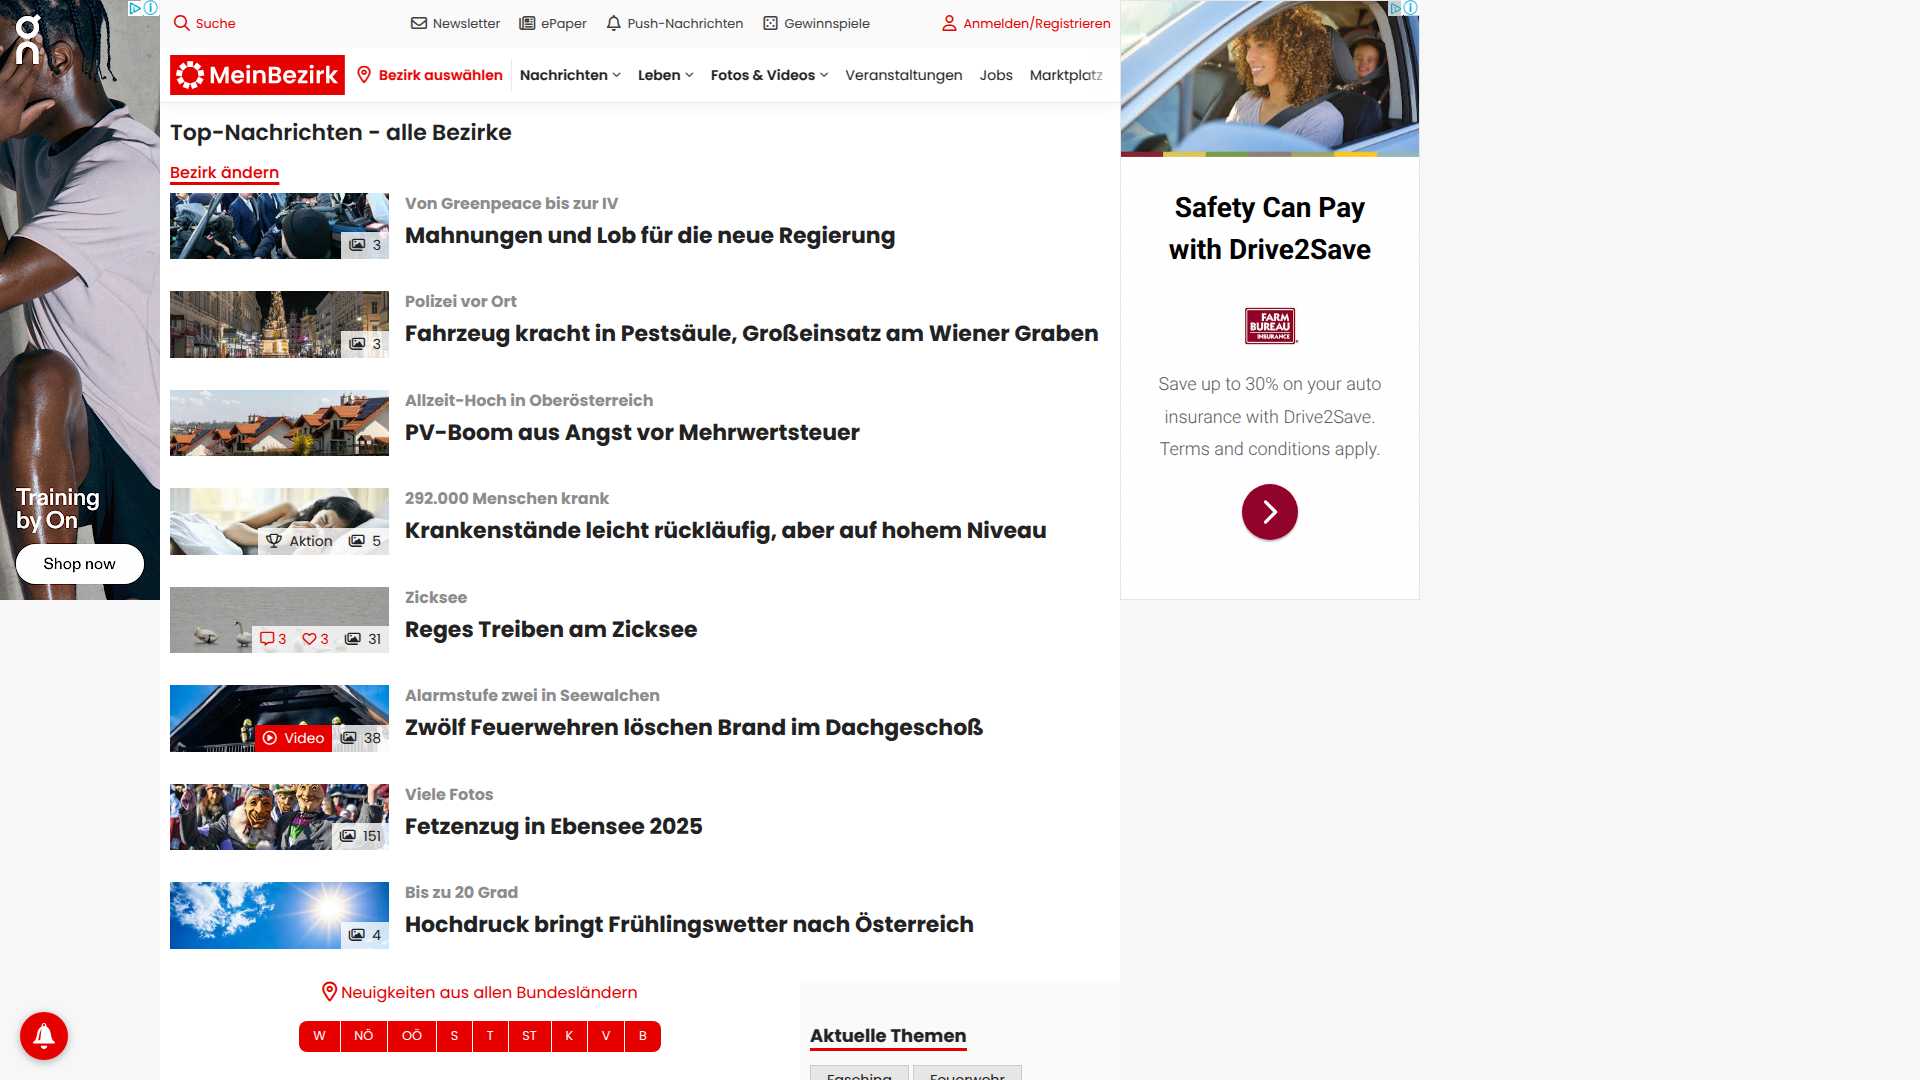 Suche
Newsletter
ePaper
Push-Nachrichten
Gewinnspiele
Anmelden/Registrieren
MeinBezirk
Bezirk auswählen
Nachrichten
Leben
Fotos & Videos
Veranstaltungen
Jobs
Marktplatz
Top-Nachrichten - alle Bezirke
Bezirk ändern
3
Von Greenpeace bis zur IV
Mahnungen und Lob für die neue Regierung
3
Polizei vor Ort
Fahrzeug kracht in Pestsäule, Großeinsatz am Wiener Graben
Allzeit-Hoch in Oberösterreich
PV-Boom aus Angst vor Mehrwertsteuer
Aktion 5
292.000 Menschen krank
Krankenstände leicht rückläufig, aber auf hohem Niveau
3 3 31
Zicksee
Reges Treiben am Zicksee
Video 38
Alarmstufe zwei in Seewalchen
Zwölf Feuerwehren löschen Brand im Dachgeschoß
151
Viele Fotos
Fetzenzug in Ebensee 2025
4
Bis zu 20 Grad
Hochdruck bringt Frühlingswetter nach Österreich
Neuigkeiten aus allen Bundesländern
W NÖ OÖ S T ST K V B
Aktuelle Themen
Fasching Feuerwehr
Training
by On
Shop now
Safety Can Pay
with Drive2Save
FARM
BUREAU
INSURANCE
Save up to 30% on your auto
insurance with Drive2Save.
Terms and conditions apply.